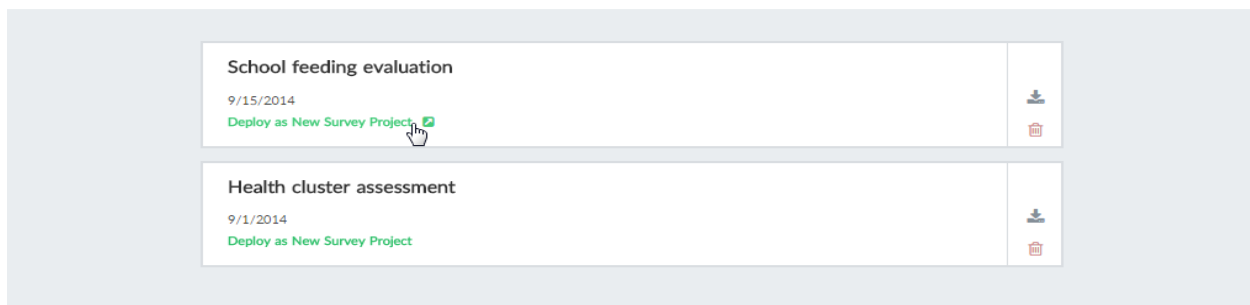 School feeding evaluation
9/15/2014
Deploy as New Survey Project
Health cluster assessment
9/1/2014
Deploy as New Survey Project